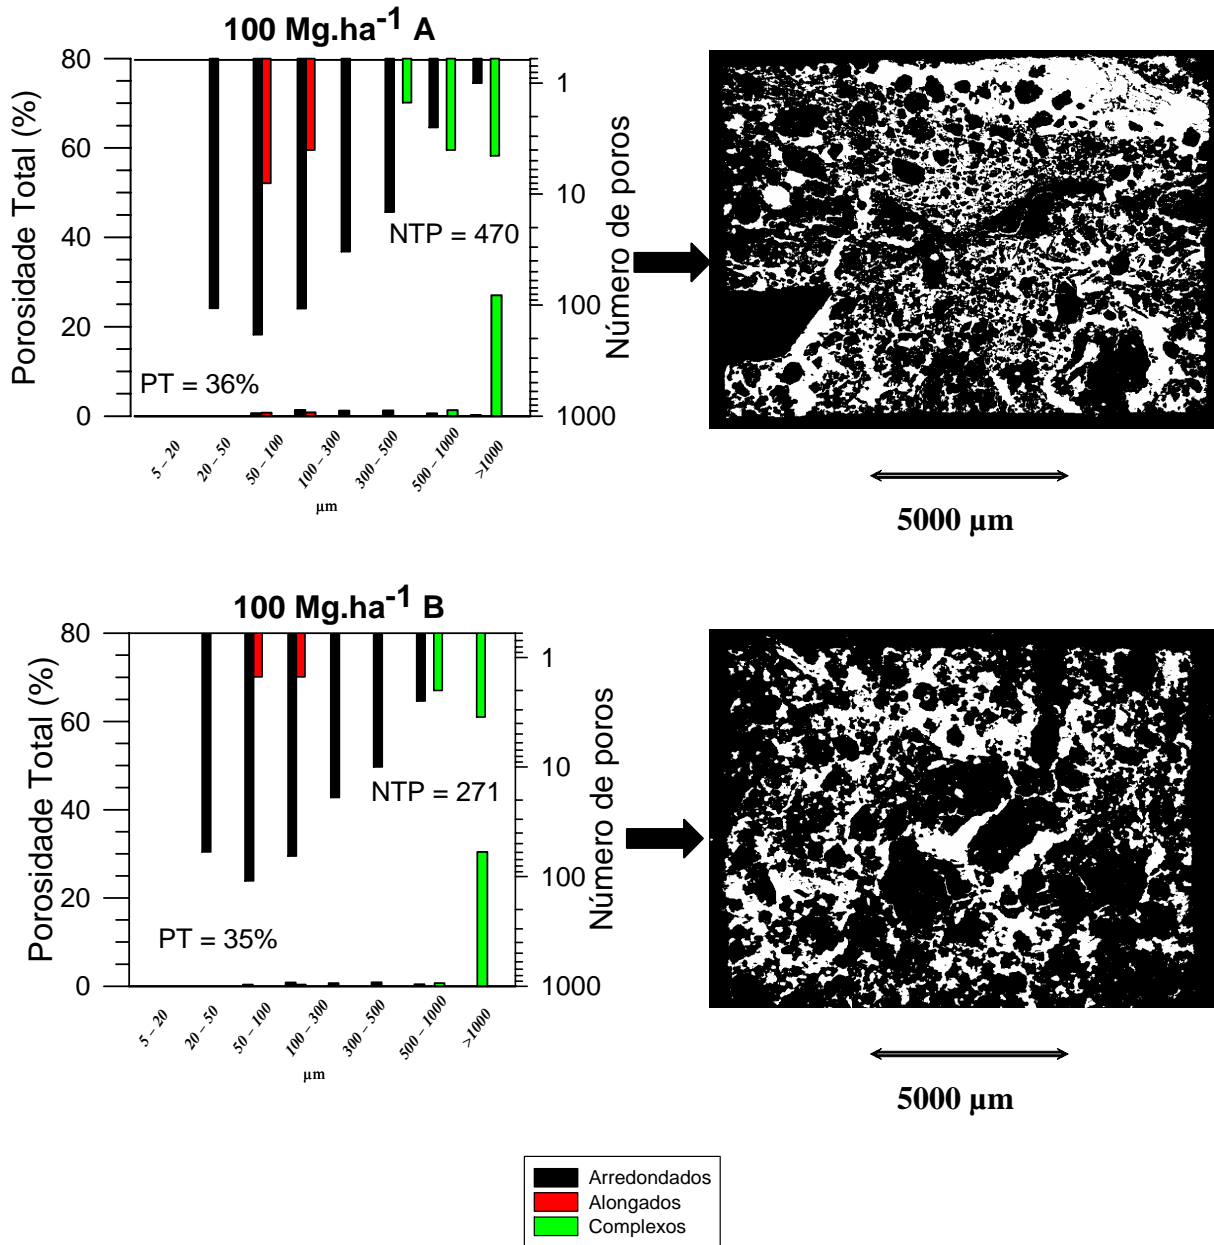 100 Mg.ha⁻¹ A
Porosidade Total (%)
80
60
40
20
0
1
10
100
1000
Número de poros
NTP = 470
PT = 36%
5 – 20
20 – 50
50 – 100
100 – 300
300 – 500
500 – 1000
>1000
µm
5000 µm
100 Mg.ha⁻¹ B
Porosidade Total (%)
80
60
40
20
0
1
10
100
1000
Número de poros
NTP = 271
PT = 35%
5 – 20
20 – 50
50 – 100
100 – 300
300 – 500
500 – 1000
>1000
µm
5000 µm
Arredondados
Alongados
Complexos